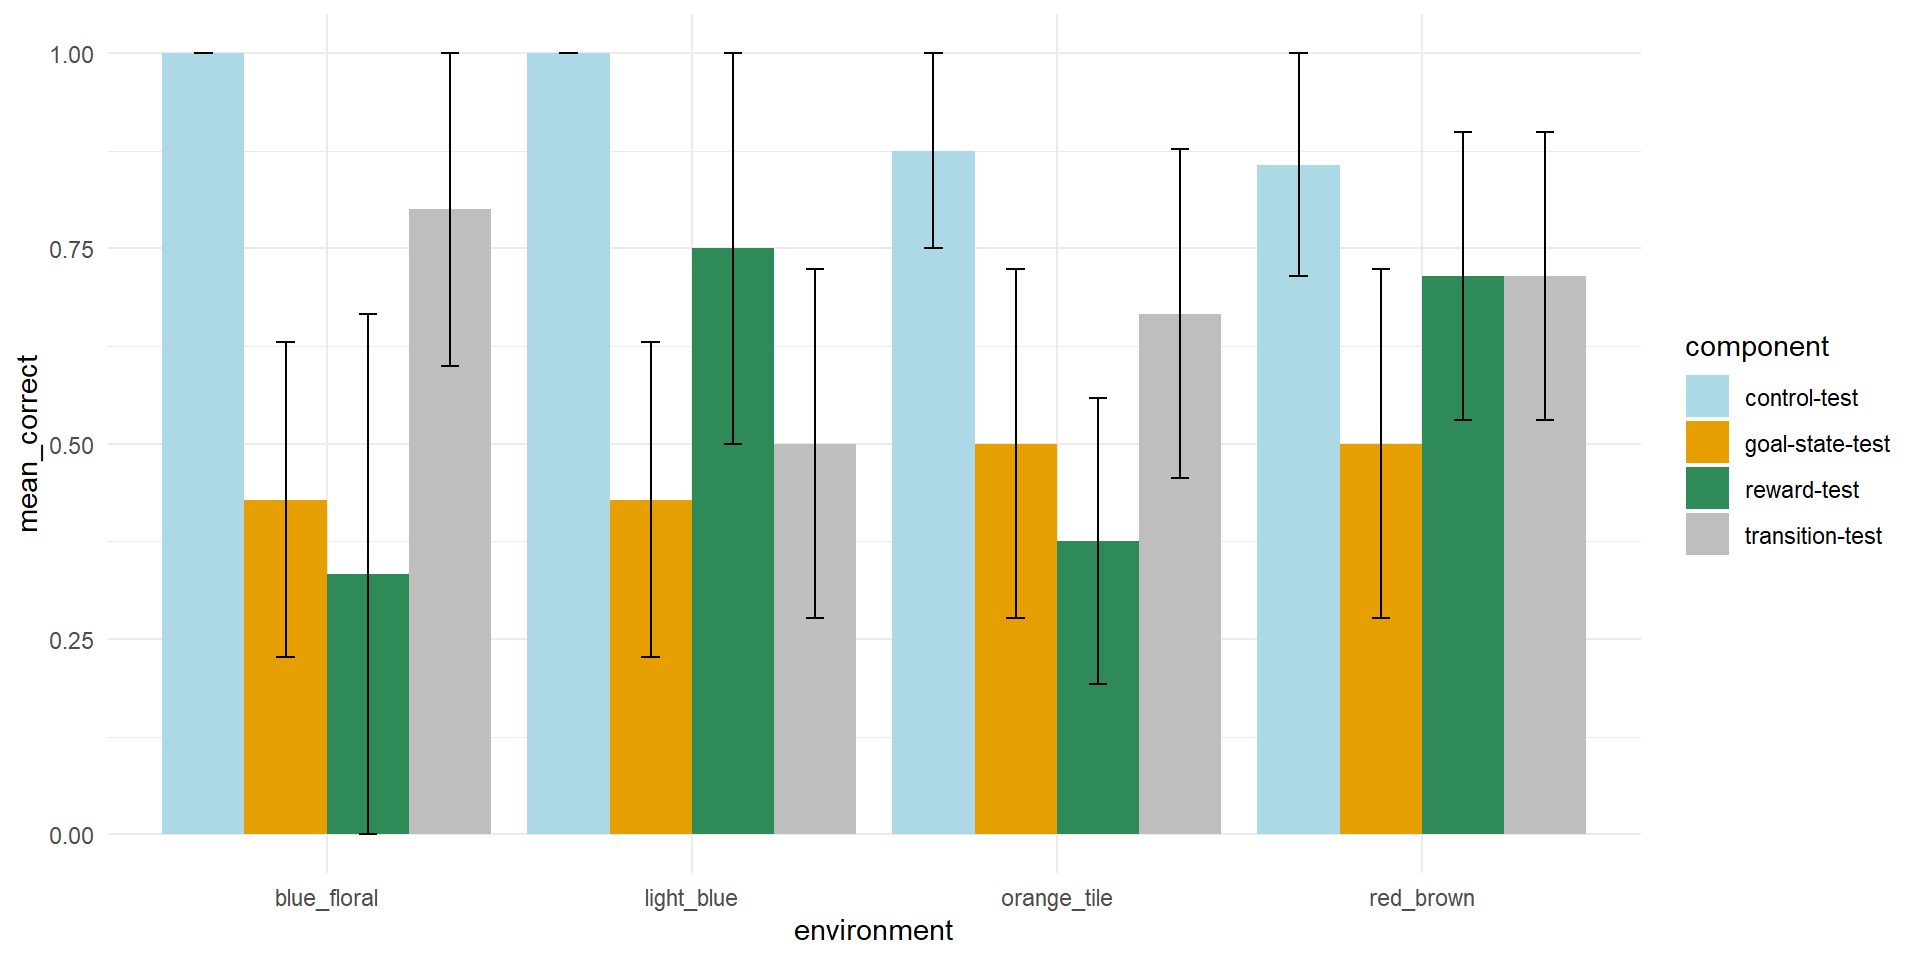 1.00
0.75
0.50
0.25
0.00
mean_correct
blue_floral
light_blue
orange_tile
red_brown
environment
component
control-test
goal-state-test
reward-test
transition-test